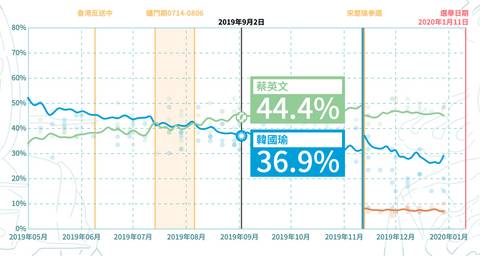 香港反送中
爐門期0714-0806
宋楚瑜參選
選舉日期
2020年1月11日
2019年9月2日
80%
70%
60%
50%
40%
30%
20%
10%
0%
蔡英文
44.4%
韓國瑜
36.9%
2019年05月
2019年06月
2019年07月
2019年08月
2019年09月
2019年10月
2019年11月
2019年12月
2020年01月